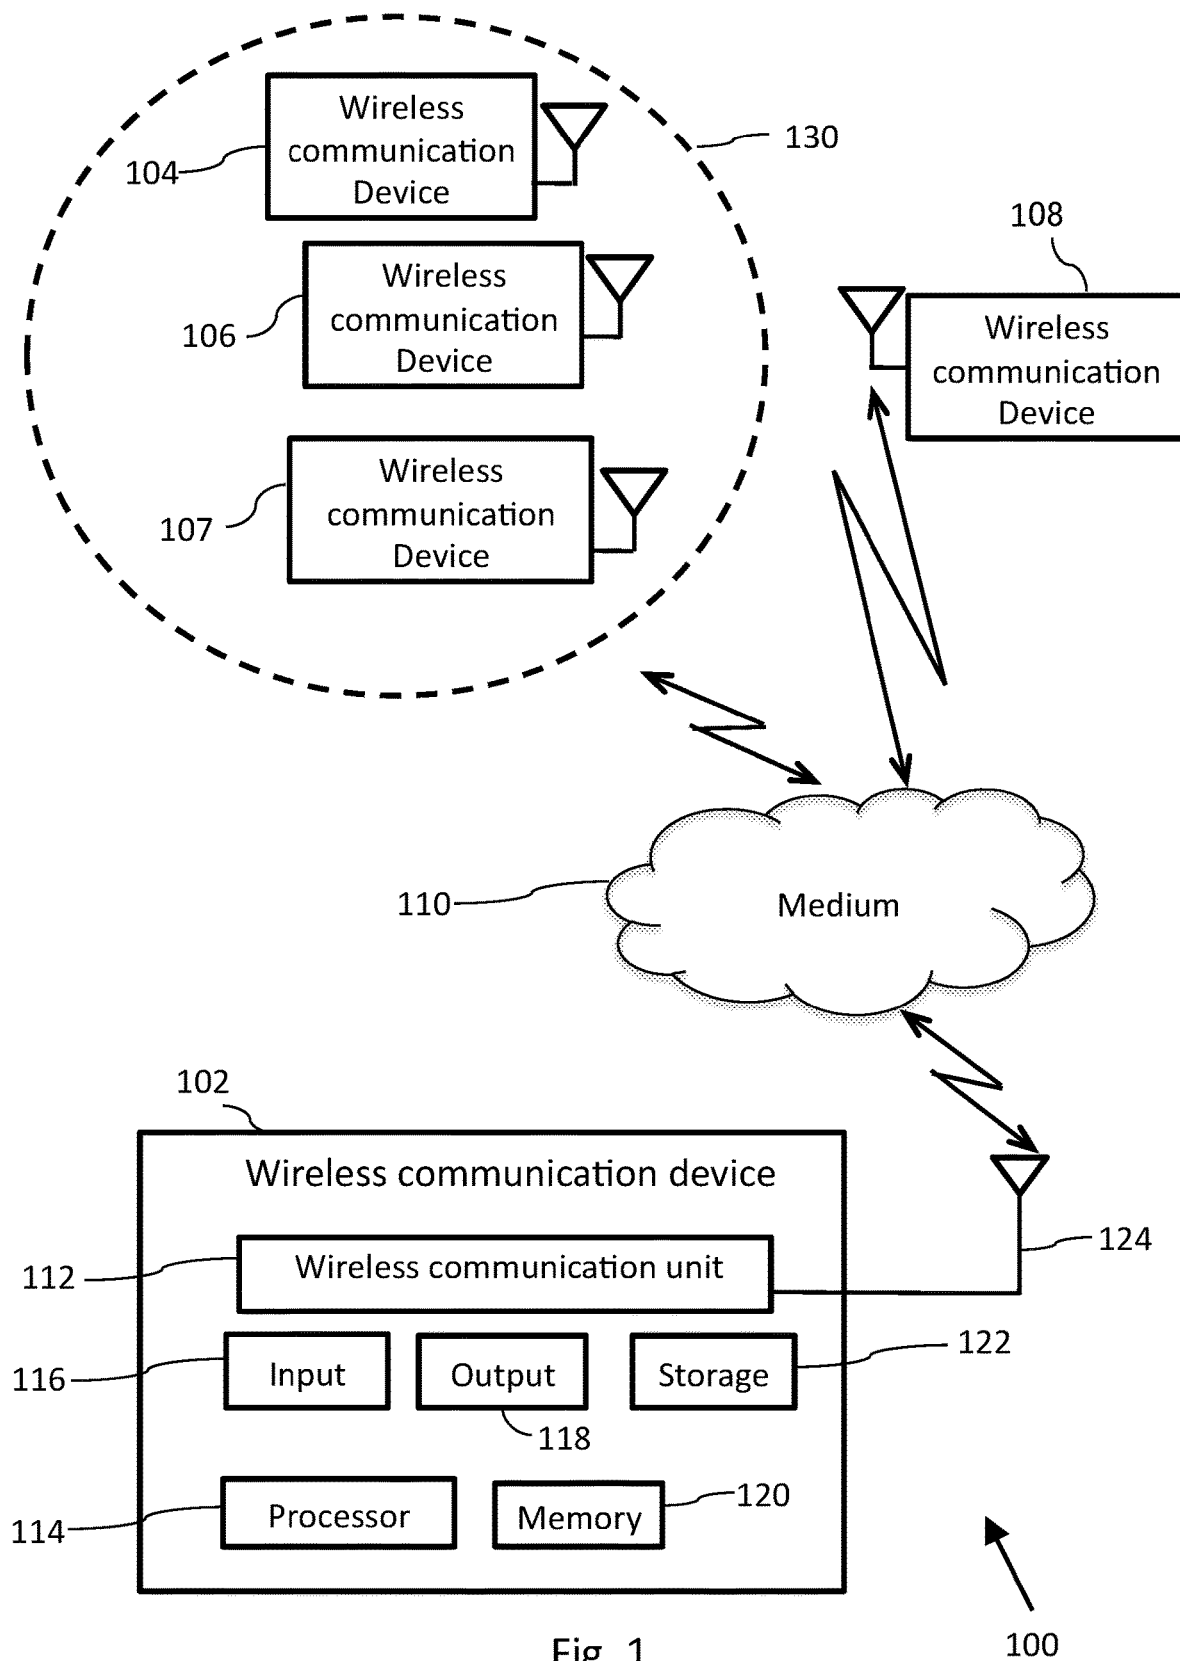 Wireless
communication
Device
104
130
Wireless
communication
Device
106
108
Wireless
communication
Device
Wireless
communication
Device
107
Medium
110
102
Wireless communication device
Wireless communication unit
112
124
Input
116
Output
118
Storage
122
Processor
114
Memory
120
100
Fig. 1